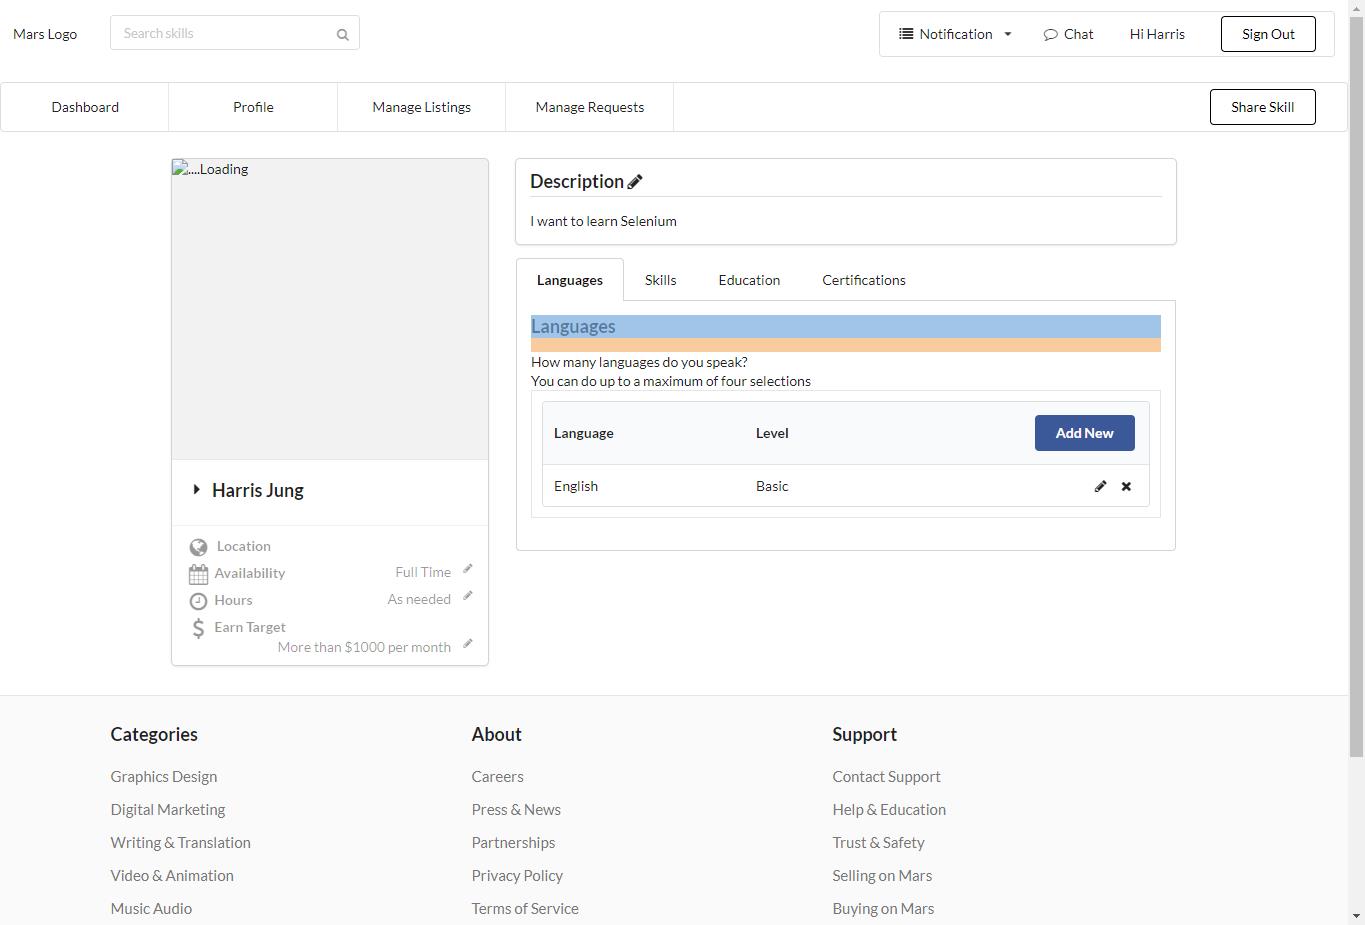 Mars Logo
Search skills
Notification
Chat
Hi Harris
Sign Out
Dashboard
Profile
Manage Listings
Manage Requests
Share Skill
....Loading
Harris Jung
Location
Availability
Full Time
Hours
As needed
Earn Target
More than $1000 per month
Description
I want to learn Selenium
Languages
Skills
Education
Certifications
Languages
How many languages do you speak?
You can do up to a maximum of four selections
Language
Level
Add New
English
Basic
Categories
Graphics Design
Digital Marketing
Writing & Translation
Video & Animation
Music Audio
About
Careers
Press & News
Partnerships
Privacy Policy
Terms of Service
Support
Contact Support
Help & Education
Trust & Safety
Selling on Mars
Buying on Mars